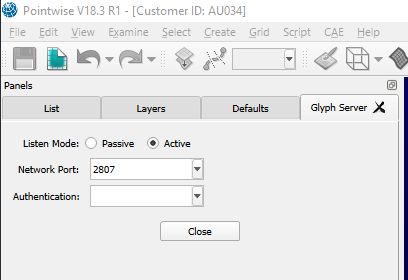 Pointwise V18.3 R1 - [Customer ID: AU034]
File Edit View Examine Select Create Grid Script CAE Help
Panels
List Layers Defaults Glyph Server
Listen Mode: Passive Active
Network Port: 2807
Authentication:
Close